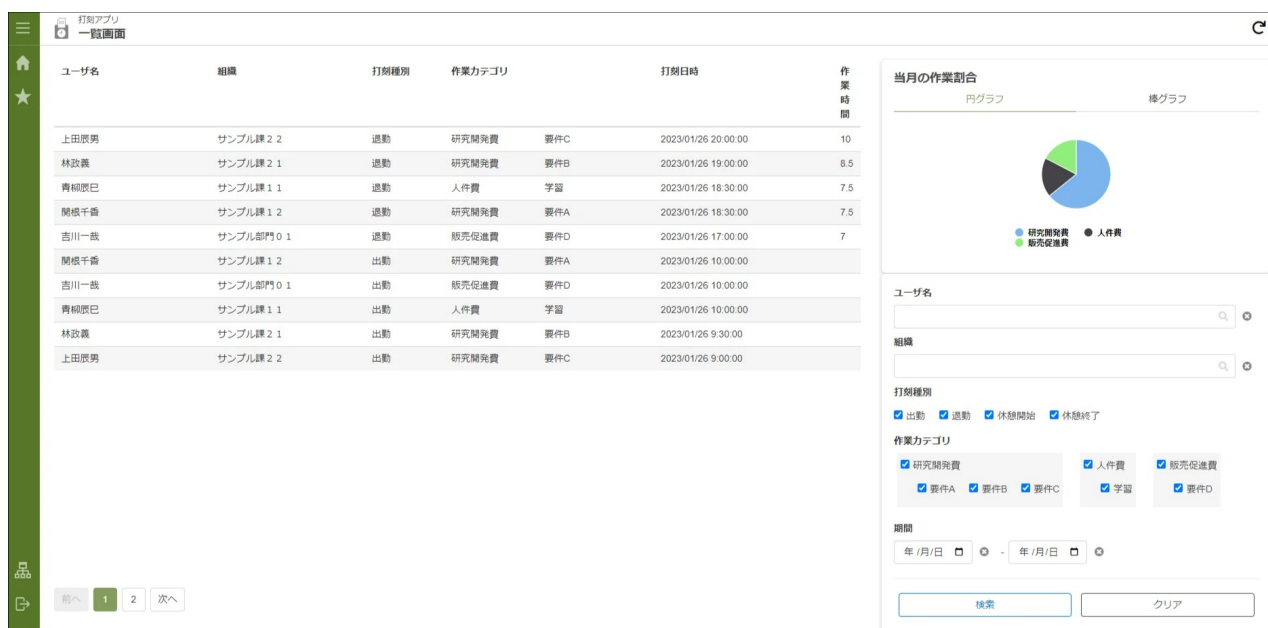 打刻アプリ
一覧画面
ユーザ名 組織 打刻種別 作業カテゴリ 打刻日時 作業時間
上田辰男 サンプル課22 退勤 研究開発費 要件C 2023/01/26 20:00:00 10
林政義 サンプル課21 退勤 研究開発費 要件B 2023/01/26 19:00:00 8.5
青柳辰巳 サンプル課11 退勤 人件費 学習 2023/01/26 18:30:00 7.5
関根千香 サンプル課12 退勤 研究開発費 要件A 2023/01/26 18:30:00 7.5
吉川一哉 サンプル部門01 退勤 販売促進費 要件D 2023/01/26 17:00:00 7
関根千香 サンプル課12 出勤 研究開発費 要件A 2023/01/26 10:00:00
吉川一哉 サンプル部門01 出勤 販売促進費 要件D 2023/01/26 10:00:00
青柳辰巳 サンプル課11 出勤 人件費 学習 2023/01/26 10:00:00
林政義 サンプル課21 出勤 研究開発費 要件B 2023/01/26 9:30:00
上田辰男 サンプル課22 出勤 研究開発費 要件C 2023/01/26 9:00:00
前へ 1 2 次へ
当月の作業割合
円グラフ 棒グラフ
研究開発費 人件費
販売促進費
ユーザ名
組織
打刻種別
出勤 退勤 休憩開始 休憩終了
作業カテゴリ
研究開発費 人件費 販売促進費
要件A 要件B 要件C 学習 要件D
期間
年/月/日 - 年/月/日
検索 クリア